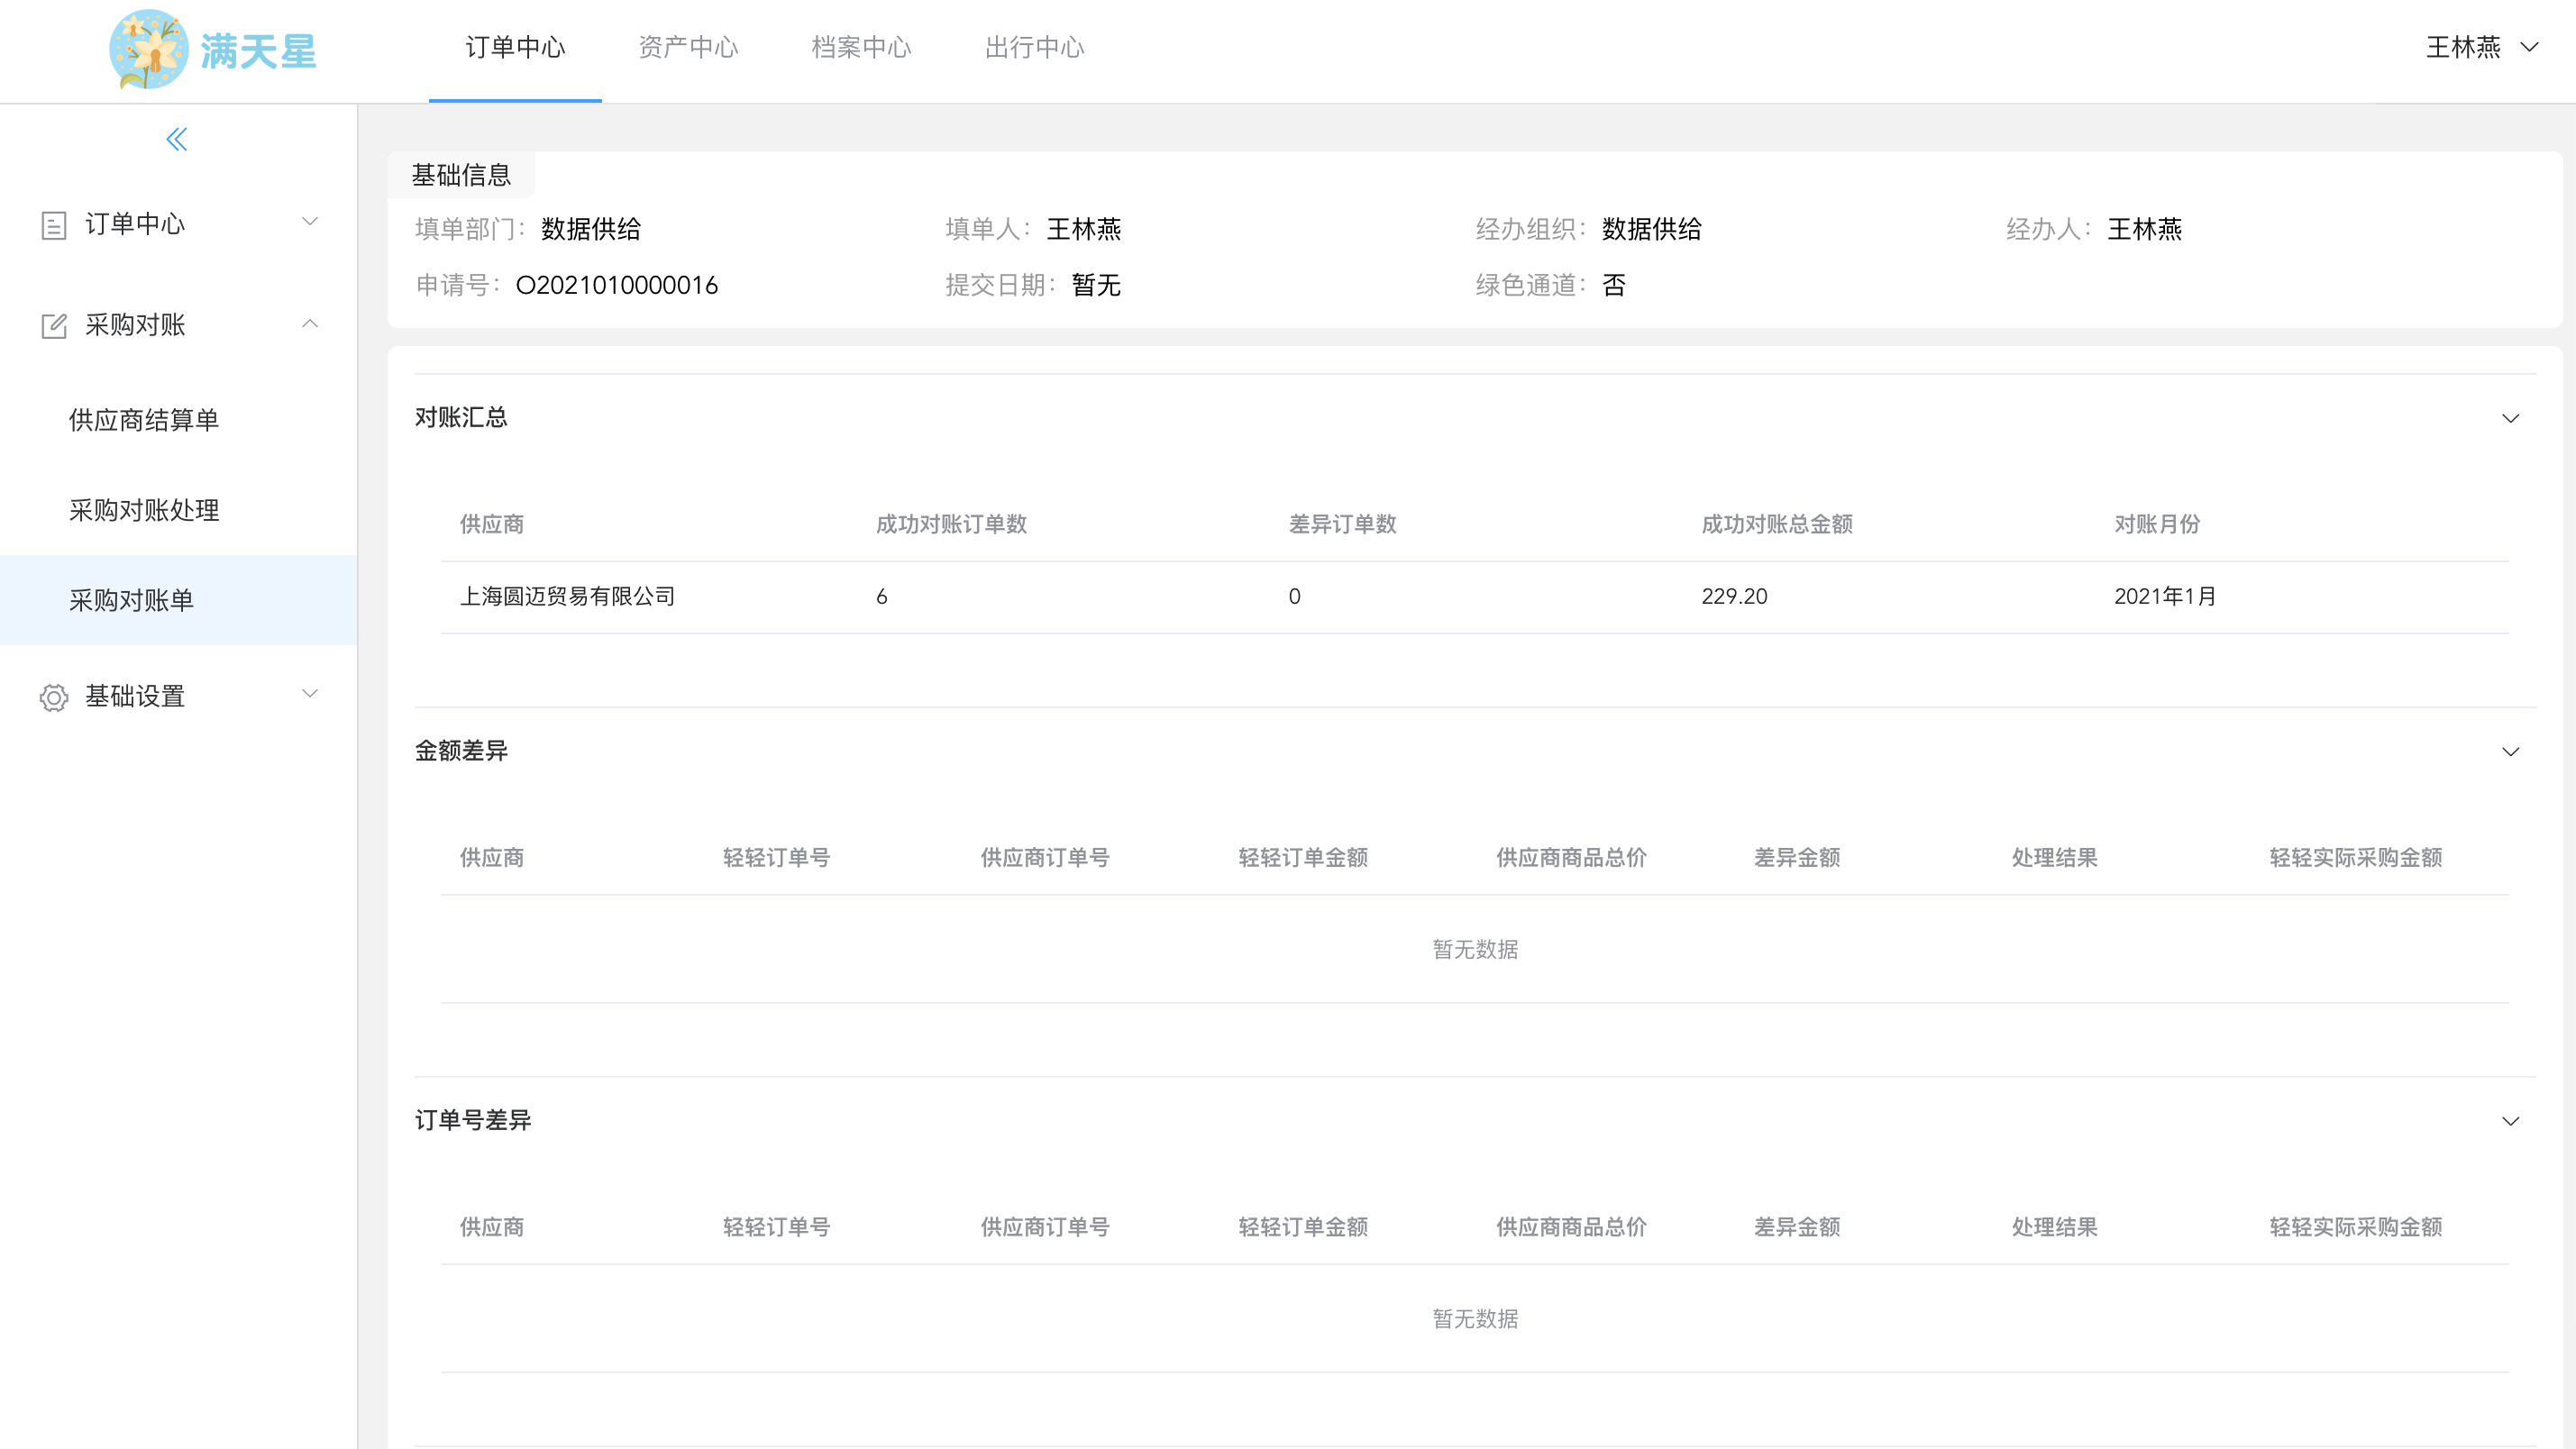 满天星
订单中心 资产中心 档案中心 出行中心 王林燕
订单中心
采购对账
供应商结算单
采购对账处理
采购对账单
基础设置
基础信息
填单部门： 数据供给 填单人： 王林燕 经办组织： 数据供给 经办人： 王林燕
申请号： O2021010000016 提交日期： 暂无 绿色通道： 否
对账汇总
供应商 成功对账订单数 差异订单数 成功对账总金额 对账月份
上海圆迈贸易有限公司 6 0 229.20 2021年1月
金额差异
供应商 轻轻订单号 供应商订单号 轻轻订单金额 供应商商品总价 差异金额 处理结果 轻轻实际采购金额
暂无数据
订单号差异
供应商 轻轻订单号 供应商订单号 轻轻订单金额 供应商商品总价 差异金额 处理结果 轻轻实际采购金额
暂无数据